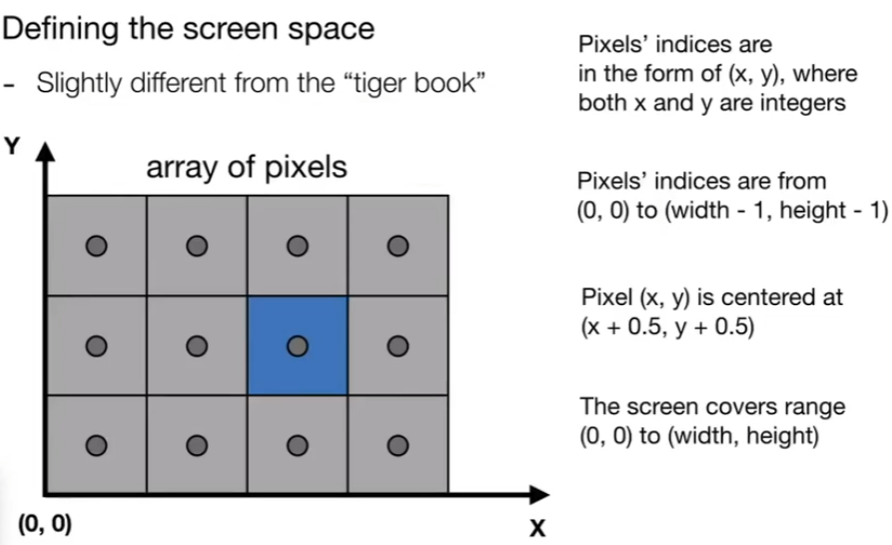 Defining the screen space
- Slightly different from the “tiger book”
Y
array of pixels
(0, 0)
X
Pixels’ indices are
in the form of (x, y), where
both x and y are integers
Pixels’ indices are from
(0, 0) to (width - 1, height - 1)
Pixel (x, y) is centered at
(x + 0.5, y + 0.5)
The screen covers range
(0, 0) to (width, height)